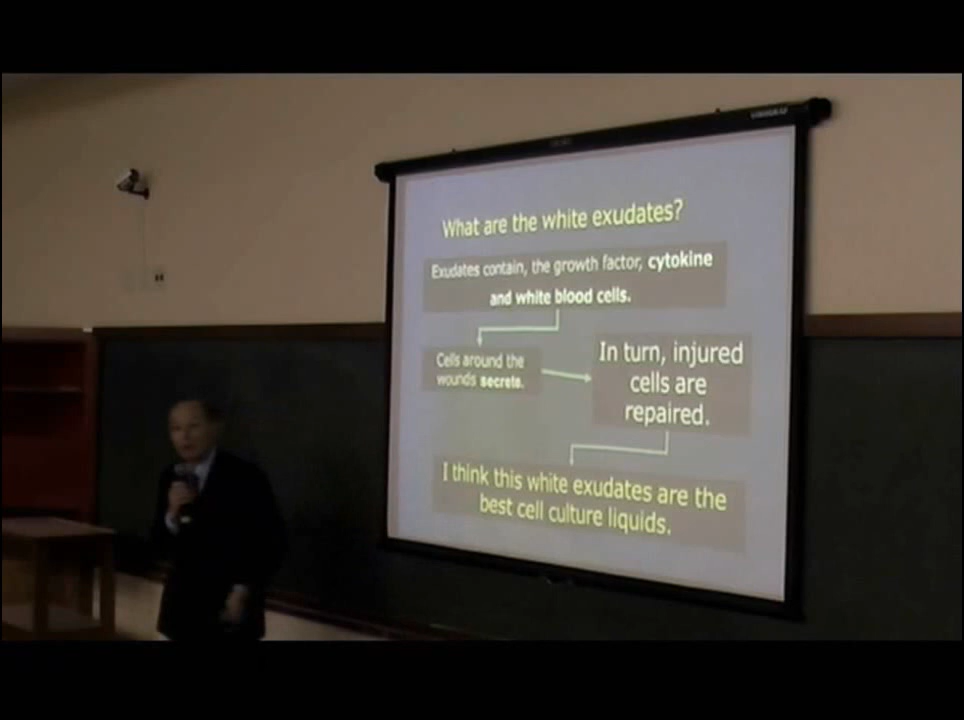 What are the white exudates?
Exudates contain, the growth factor, cytokine
and white blood cells.
Cells around the
wounds secrets.
In turn, injured
cells are
repaired.
I think this white exudates are the
best cell culture liquids.